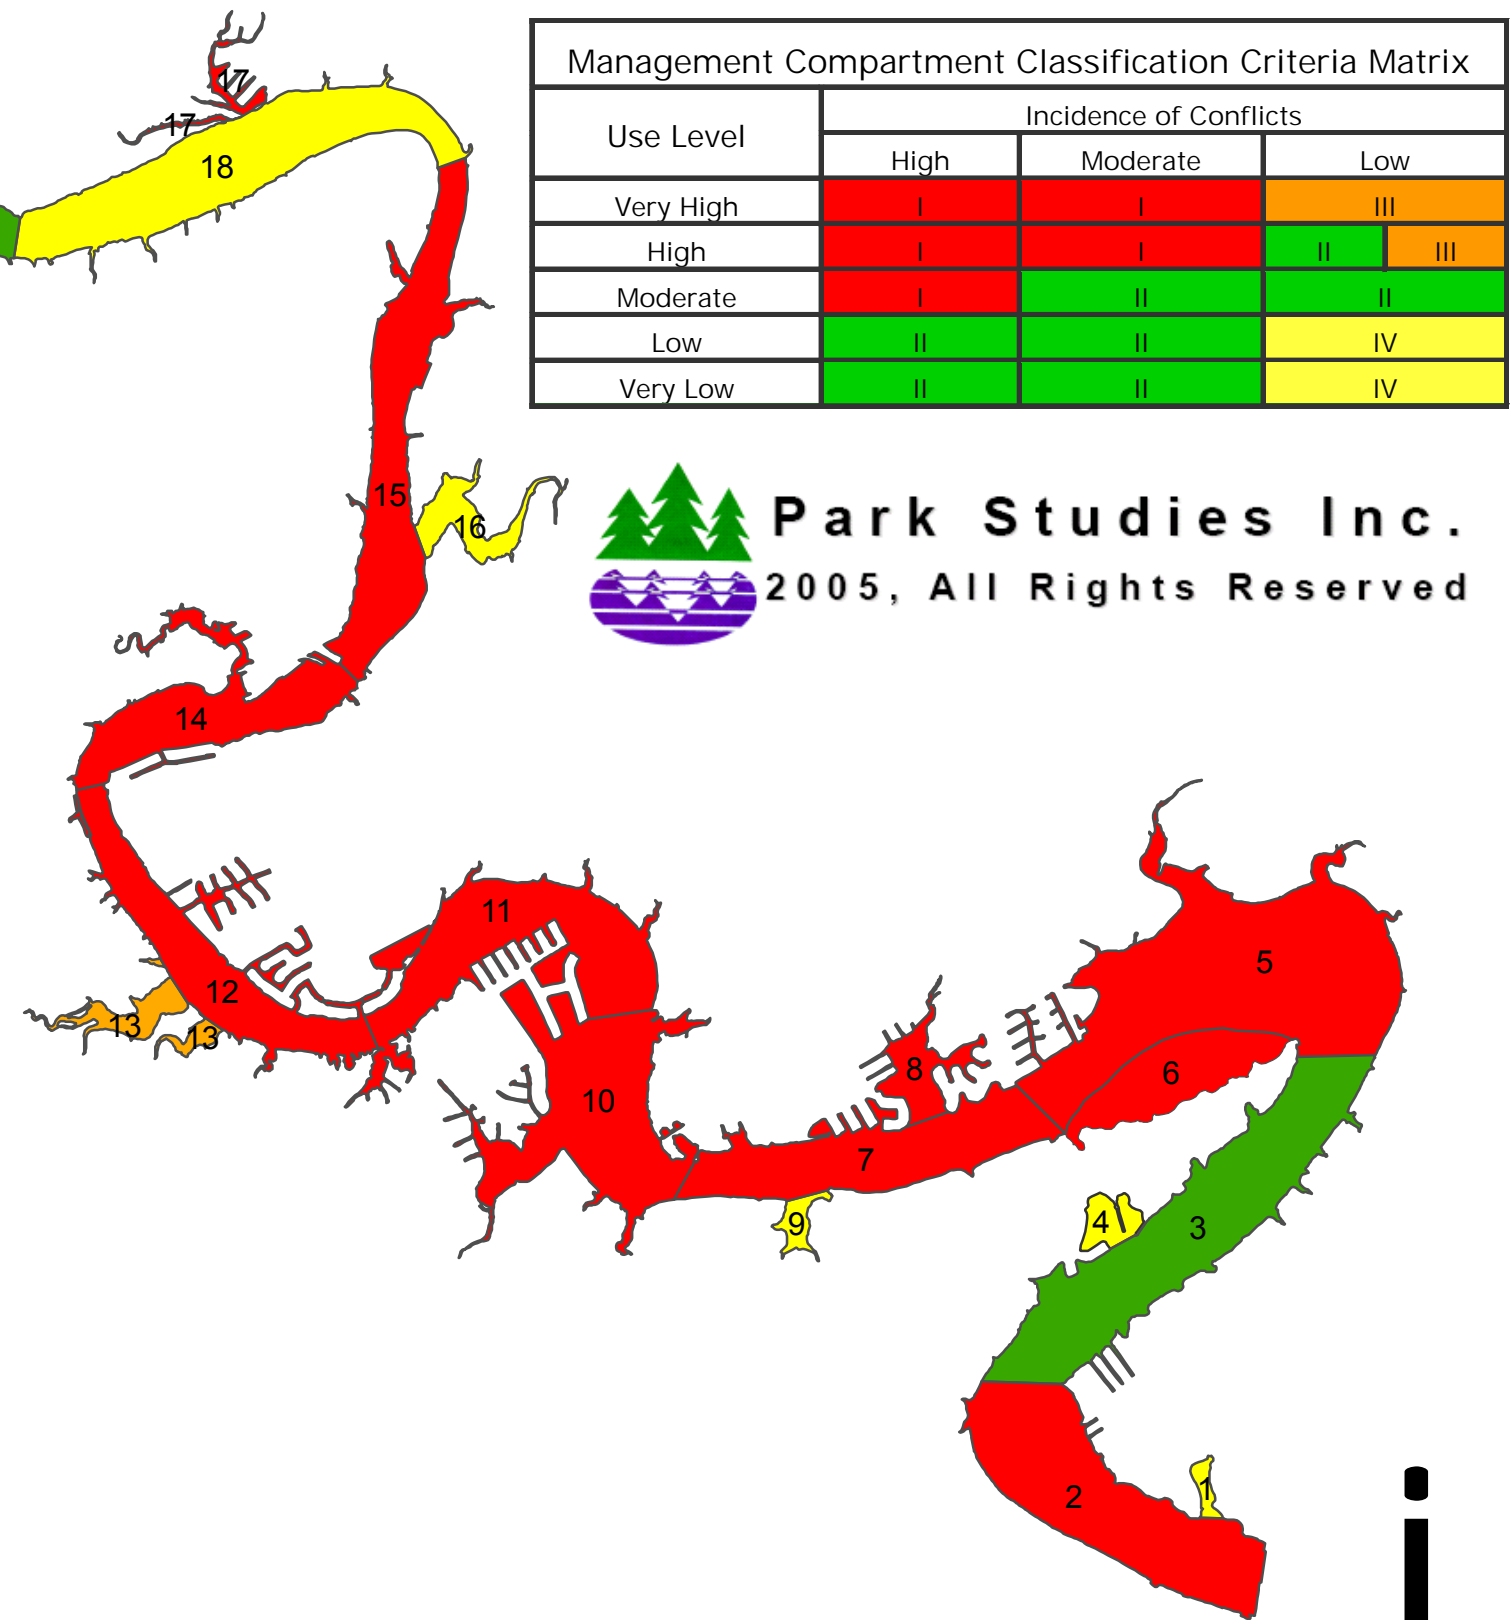 Management Compartment Classification Criteria Matrix
Use Level
Incidence of Conflicts
High Moderate Low
Very High I I III
High I I II III
Moderate I II II
Low II II IV
Very Low II II IV
Park Studies Inc.
2005, All Rights Reserved
17
17
18
15
16
14
11
12
13
13
10
8
7
9
5
6
4
3
2
1